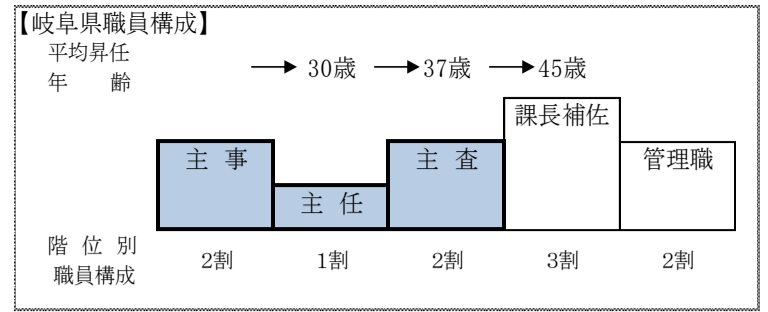 【岐阜県職員構成】
平均昇任
年 齢
→ 30歳 → 37歳 → 45歳
課長補佐
主 事 主 査 管理職
主 任
階 位 別
職員構成
2割 1割 2割 3割 2割